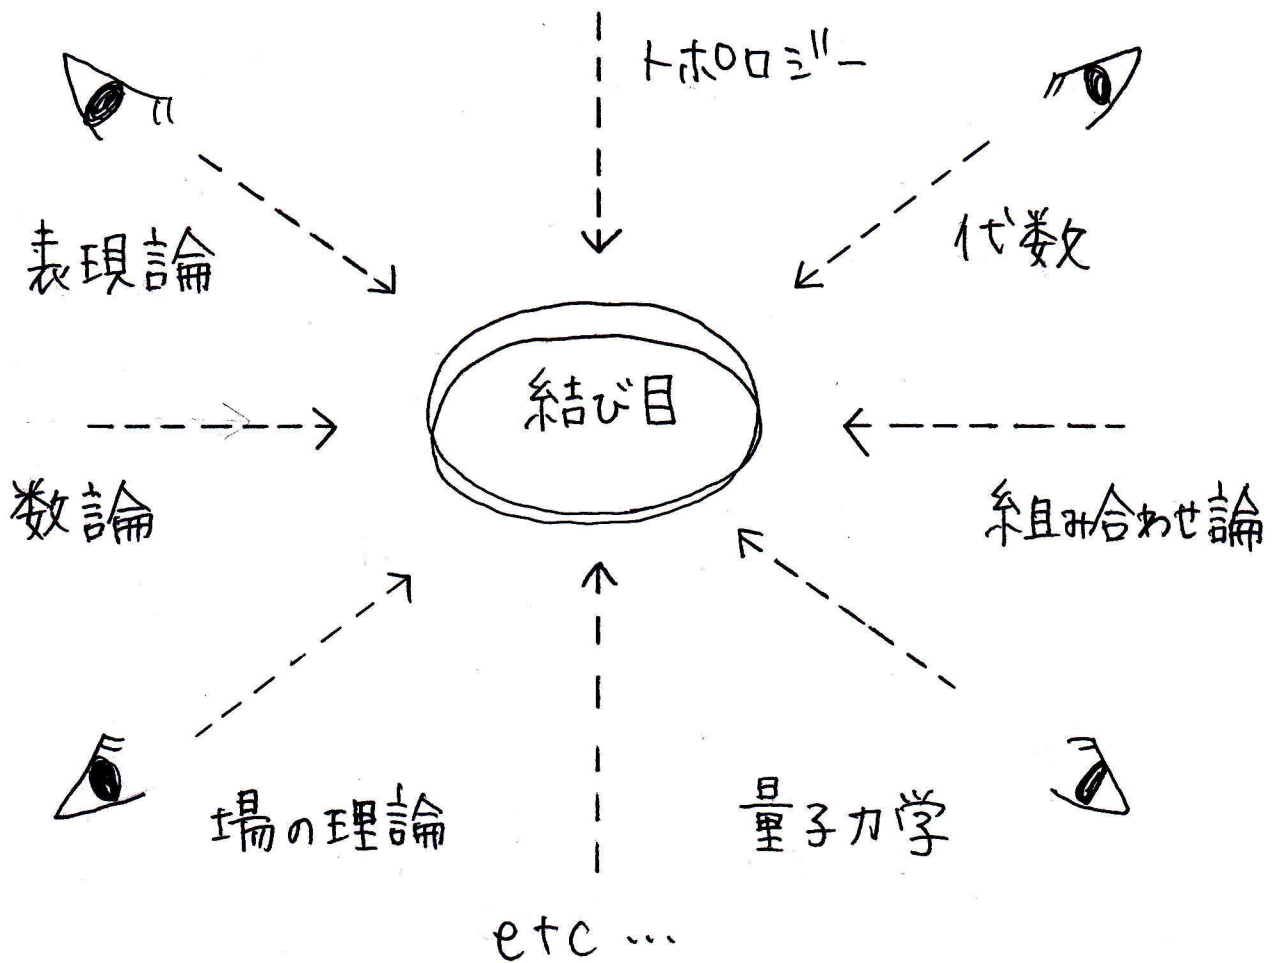 トポロジー
表現論
代数
結び目
数論
組み合わせ論
場の理論
量子力学
etc…